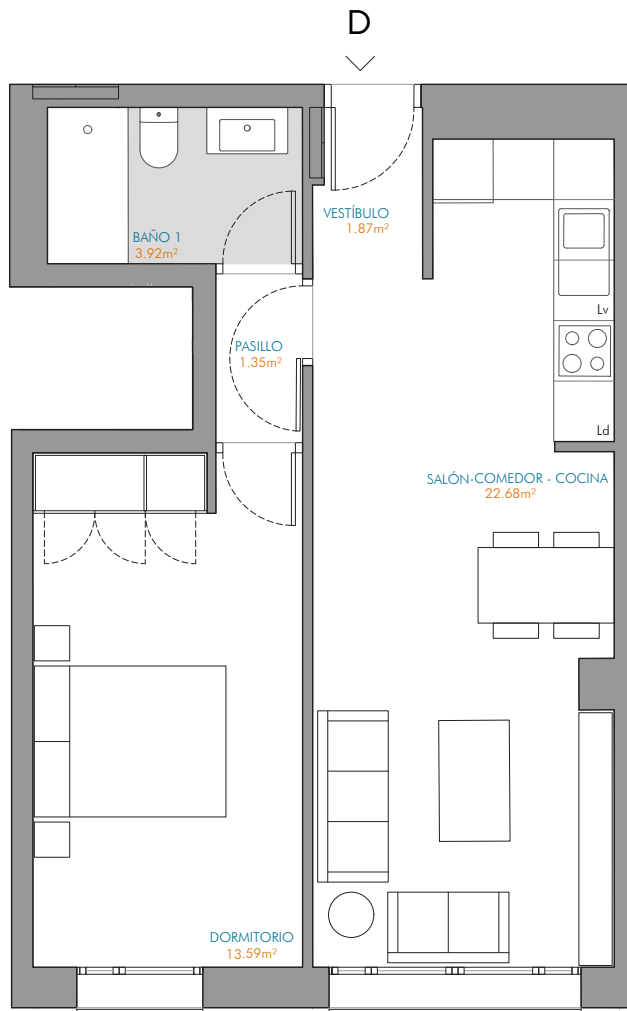 D
VESTÍBULO
1.87m²
BAÑO 1
3.92m²
Lv
PASILLO
1.35m²
Ld
SALÓN-COMEDOR - COCINA
22.68m²
DORMITORIO
13.59m²